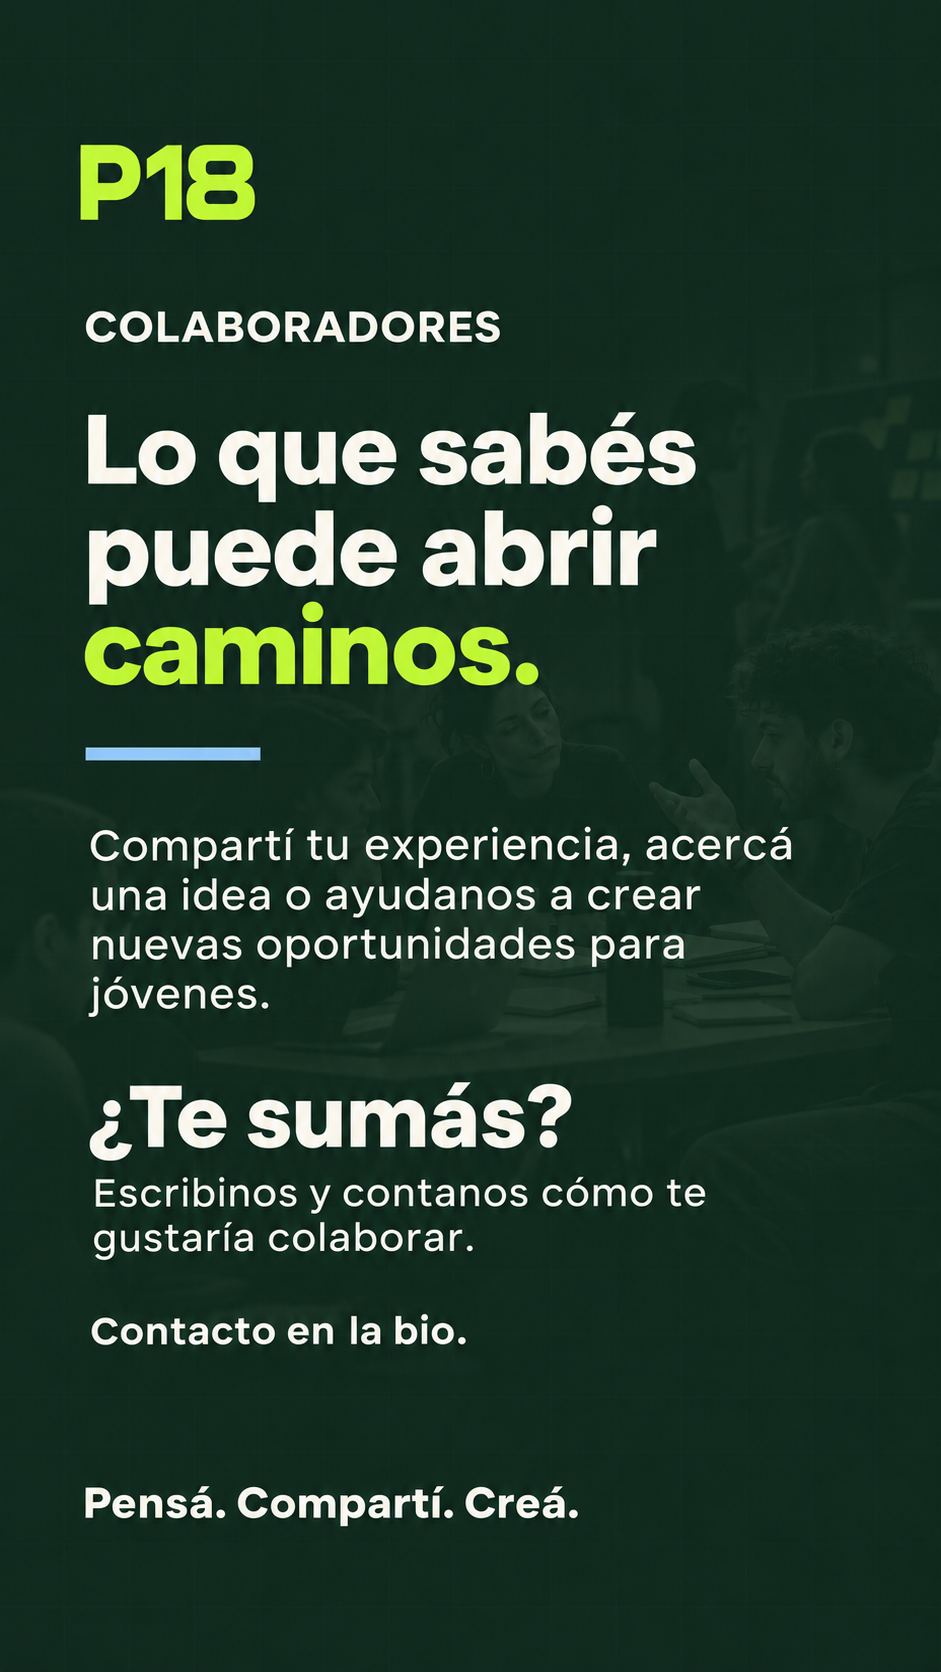 P18
COLABORADORES
Lo que sabés
puede abrir
caminos.
Compartí tu experiencia, acercá
una idea o ayudanos a crear
nuevas oportunidades para
jóvenes.
¿Te sumás?
Escribinos y contanos cómo te
gustaría colaborar.
Contacto en la bio.
Pensá. Compartí. Creá.